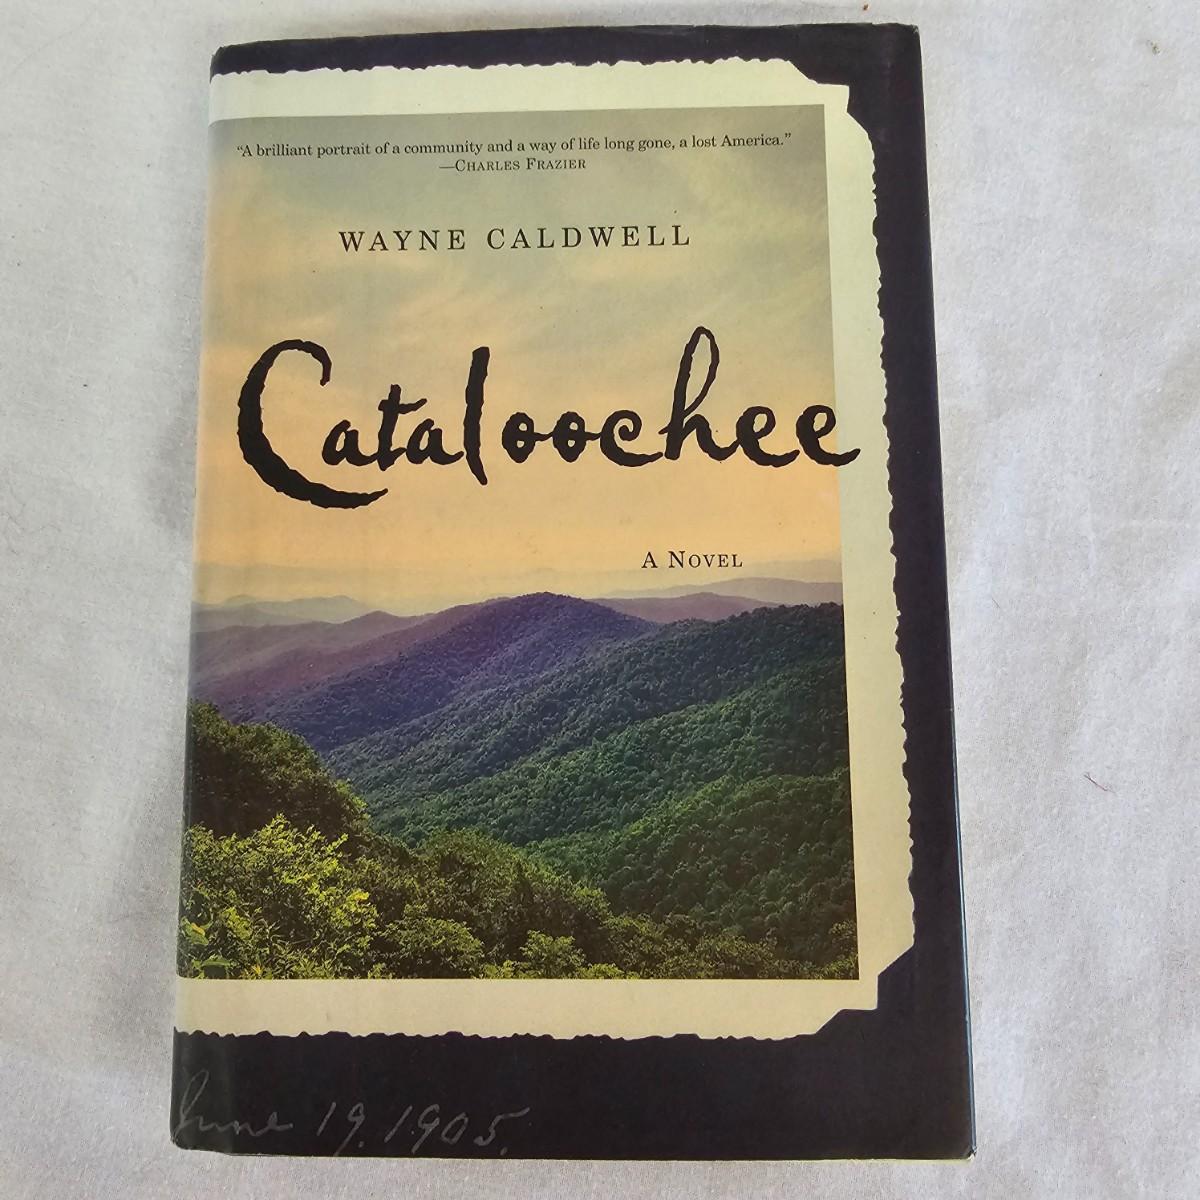 “A brilliant portrait of a community and a way of life long gone, a lost America.”
—CHARLES FRAZIER
WAYNE CALDWELL
Cataloochee
A NOVEL
June 19, 1905.